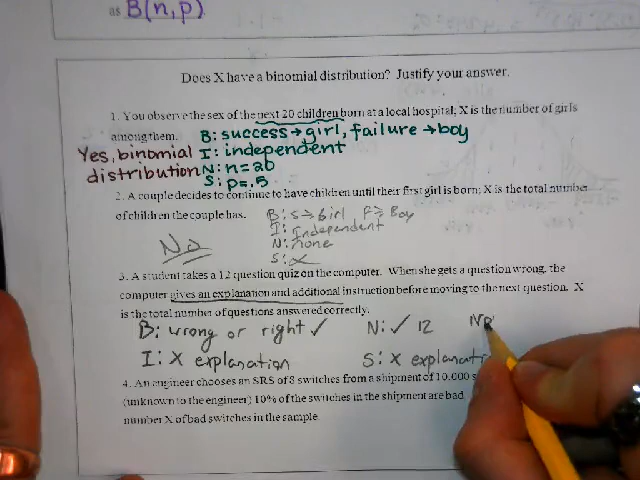 as B(n,p)
Does X have a binomial distribution? Justify your answer.
1. You observe the sex of the next 20 children born at a local hospital; X is the number of girls
among them. B: success → girl, failure → boy
Yes, binomial I: independent
distribution N: n = 20
S: p = .5
2. A couple decides to continue to have children until their first girl is born; X is the total number
of children the couple has. B: S → Girl F → Boy
I: Independent
No N: none
S: X
3. A student takes a 12 question quiz on the computer. When she gets a question wrong, the
computer gives an explanation and additional instruction before moving to the next question. X
is the total number of questions answered correctly.
B: wrong or right ✓ N: ✓ 12 No
I: X explanation S: X explanati
4. An engineer chooses an SRS of 8 switches from a shipment of 10,000 s
(unknown to the engineer) 10% of the switches in the shipment are bad.
number X of bad switches in the sample.